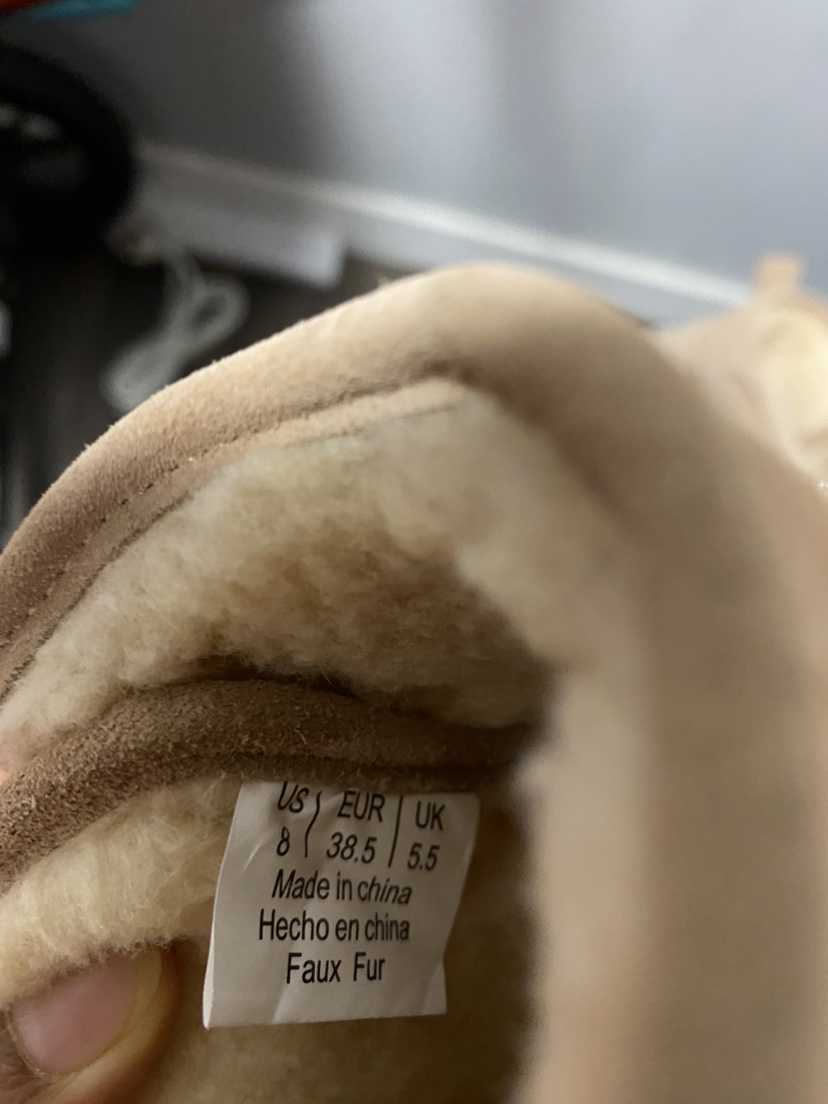 US | EUR | UK
8 | 38.5 | 5.5
Made in china
Hecho en china
Faux Fur